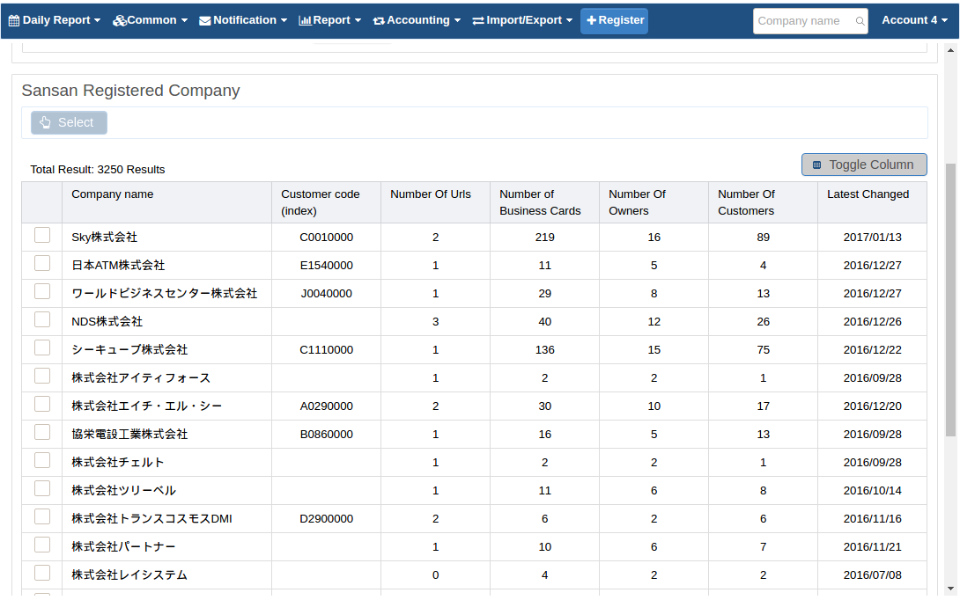 Daily Report Common Notification Report Accounting Import/Export Register Company name Account 4
Sansan Registered Company
Select
Total Result: 3250 Results Toggle Column
Company name Customer code (index) Number Of Urls Number of Business Cards Number Of Owners Number Of Customers Latest Changed
Sky株式会社 C0010000 2 219 16 89 2017/01/13
日本ATM株式会社 E1540000 1 11 5 4 2016/12/27
ワールドビジネスセンター株式会社 J0040000 1 29 8 13 2016/12/27
NDS株式会社 3 40 12 26 2016/12/26
シーキューブ株式会社 C1110000 1 136 15 75 2016/12/22
株式会社アイティフォース 1 2 2 1 2016/09/28
株式会社エイチ・エル・シー A0290000 2 30 10 17 2016/12/20
協栄電設工業株式会社 B0860000 1 16 5 13 2016/09/28
株式会社チェルト 1 2 2 1 2016/09/28
株式会社ツリーベル 1 11 6 8 2016/10/14
株式会社トランスコスモスDMI D2900000 2 6 2 6 2016/11/16
株式会社パートナー 1 10 6 7 2016/11/21
株式会社レイシステム 0 4 2 2 2016/07/08